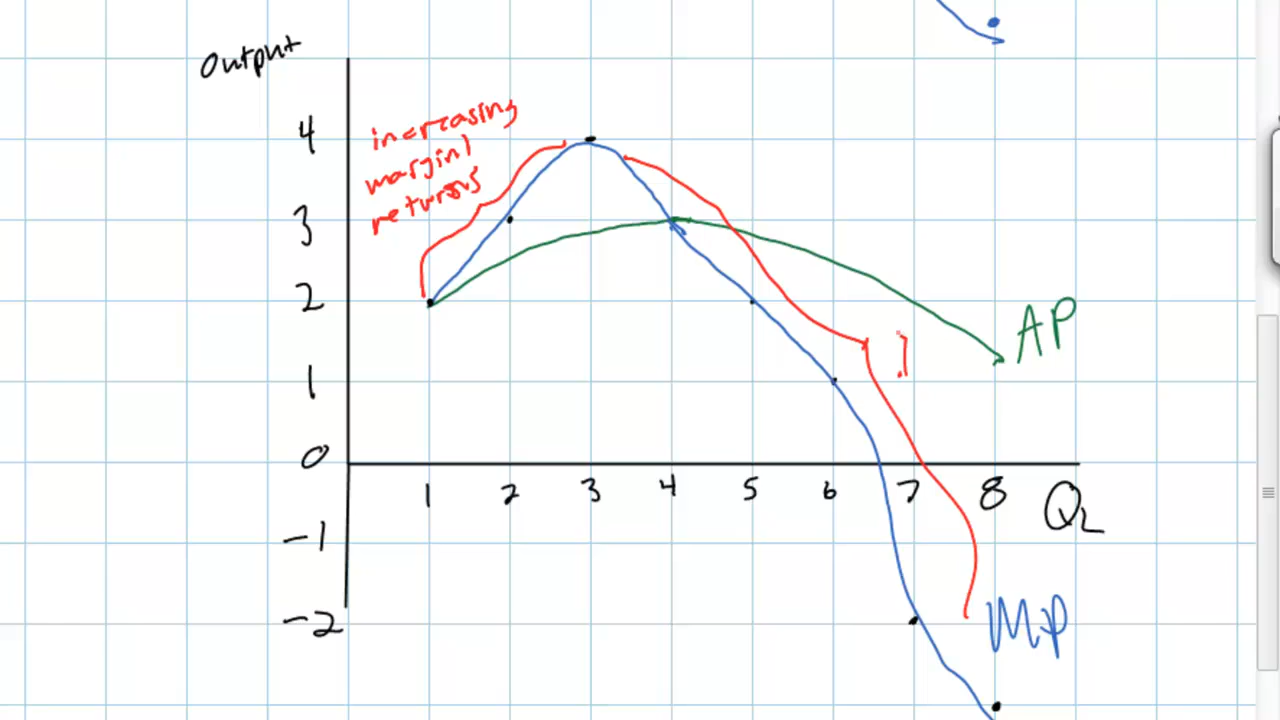 Output
4
increasing
marginl
returns
3
2
AP
1
0
1 2 3 4 5 6 7 8 QL
-1
-2
MP